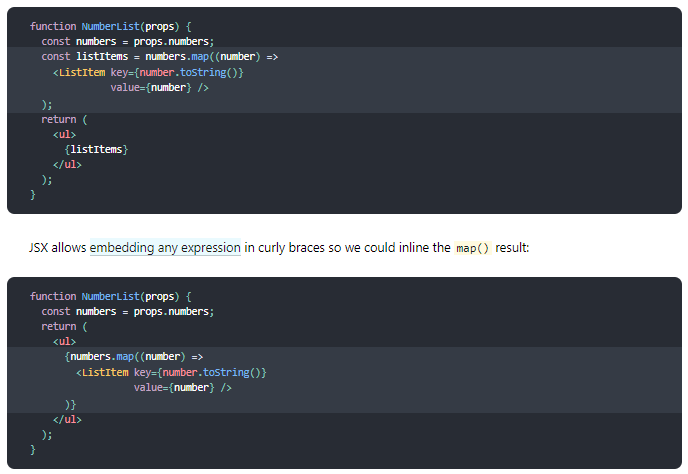 function NumberList(props) {
  const numbers = props.numbers;
  const listItems = numbers.map((number) =>
    <ListItem key={number.toString()}
              value={number} />
  );
  return (
    <ul>
      {listItems}
    </ul>
  );
}
JSX allows embedding any expression in curly braces so we could inline the map() result:
function NumberList(props) {
  const numbers = props.numbers;
  return (
    <ul>
      {numbers.map((number) =>
        <ListItem key={number.toString()}
                  value={number} />
      )}
    </ul>
  );
}